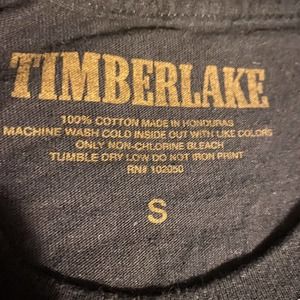 TIMBERLAKE
100% COTTON MADE IN HONDURAS
MACHINE WASH COLD INSIDE OUT WITH LIKE COLORS
ONLY NON-CHLORINE BLEACH
TUMBLE DRY LOW DO NOT IRON PRINT
RN# 102050
S